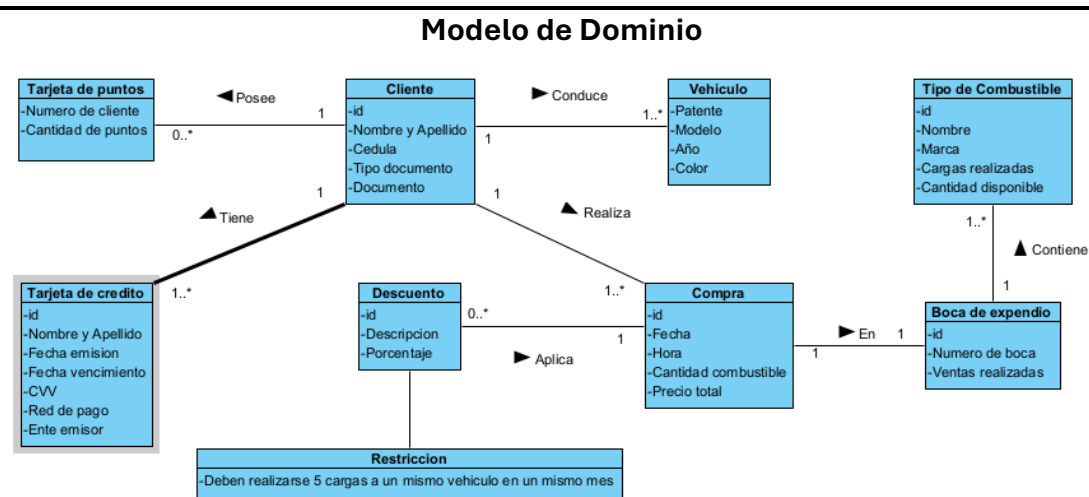 Modelo de Dominio
Tarjeta de puntos
-Numero de cliente
-Cantidad de puntos
Posee
1
0..*
Cliente
-id
-Nombre y Apellido
-Cedula
-Tipo documento
-Documento
Conduce
1
1..*
Vehiculo
-Patente
-Modelo
-Año
-Color
Tipo de Combustible
-id
-Nombre
-Marca
-Cargas realizadas
-Cantidad disponible
1
Tiene
1..*
1
Realiza
1..*
1..*
Contiene
1
Tarjeta de credito
-id
-Nombre y Apellido
-Fecha emision
-Fecha vencimiento
-CVV
-Red de pago
-Ente emisor
Descuento
-id
-Descripcion
-Porcentaje
0..*
1
Aplica
Compra
-id
-Fecha
-Hora
-Cantidad combustible
-Precio total
En
1
1
Boca de expendio
-id
-Numero de boca
-Ventas realizadas
Restriccion
-Deben realizarse 5 cargas a un mismo vehiculo en un mismo mes